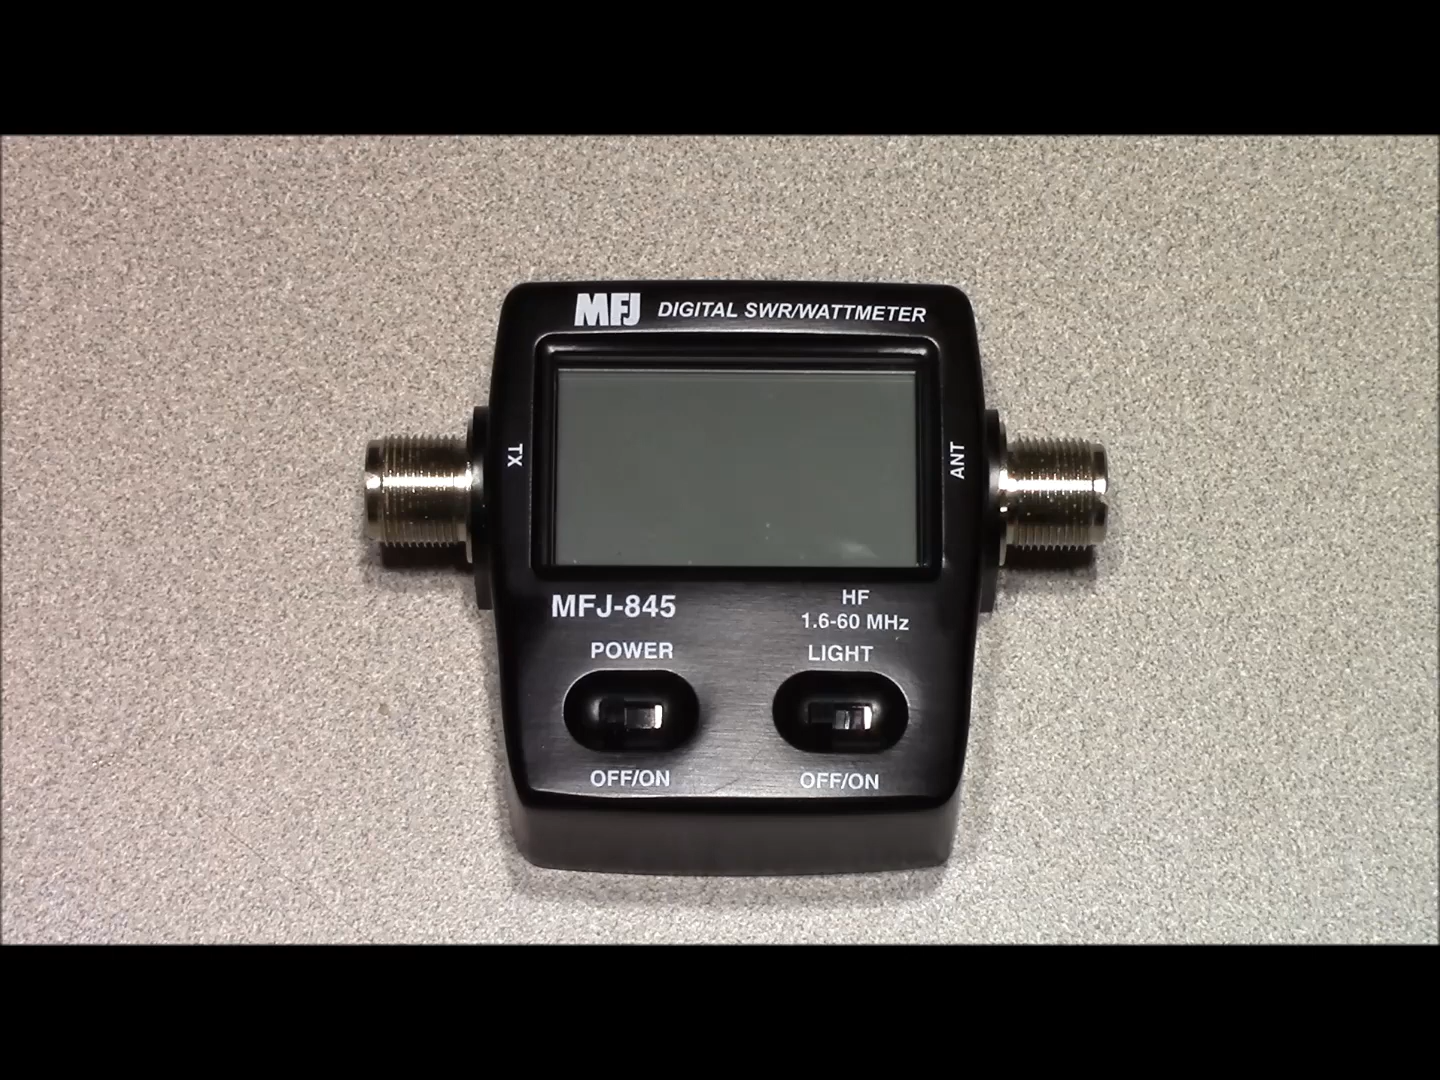 MFJ DIGITAL SWR/WATTMETER
TX
ANT
MFJ-845
HF
1.6-60 MHz
POWER
LIGHT
OFF/ON
OFF/ON